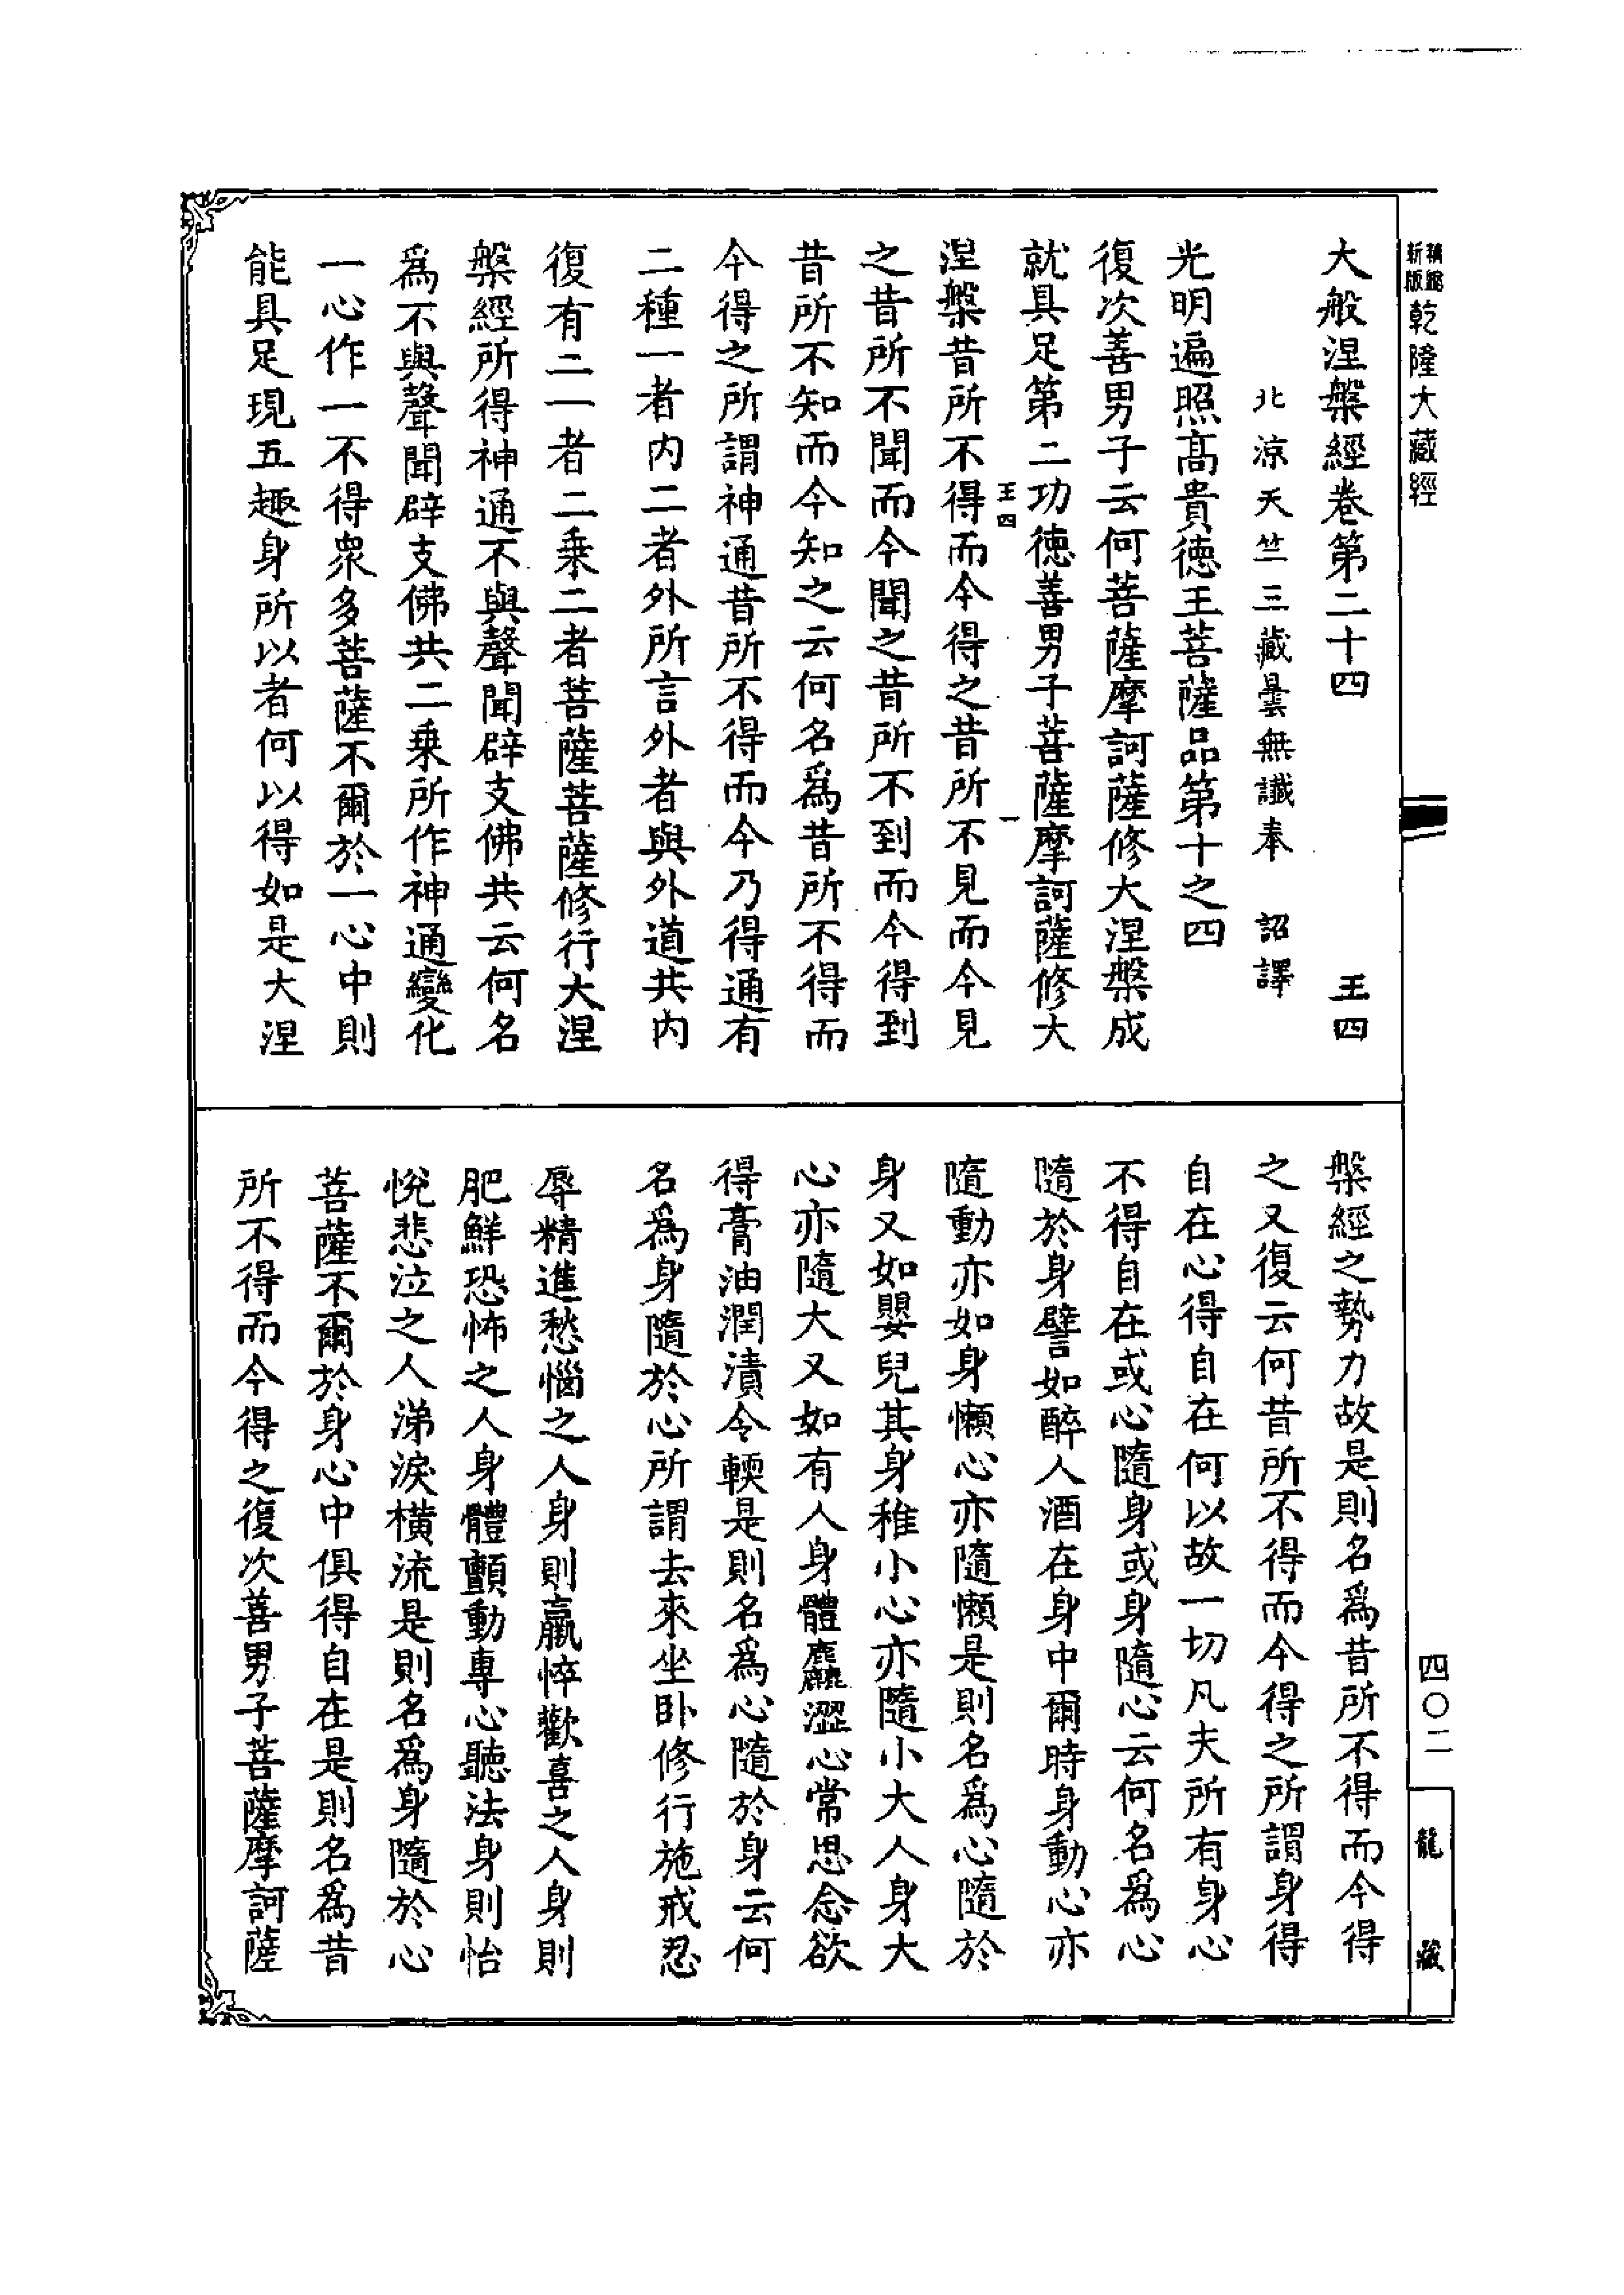 精縮
新版
乾隆大藏經
大般涅槃經卷第二十四　王四
北涼天竺三藏曇無讖奉　詔譯
光明遍照高貴德王菩薩品第十之四
復次善男子云何菩薩摩訶薩修大涅槃成
就具足第二功德善男子菩薩摩訶薩修大
王四　一
涅槃昔所不得而今得之昔所不見而今見
之昔所不聞而今聞之昔所不到而今得到
昔所不知而今知之云何名爲昔所不得而
今得之所謂神通昔所不得而今乃得通有
二種一者內二者外所言外者與外道共內
復有二一者二乘二者菩薩菩薩修行大涅
槃經所得神通不與聲聞辟支佛共云何名
爲不與聲聞辟支佛共二乘所作神通變化
一心作一不得衆多菩薩不爾於一心中則
能具足現五趣身所以者何以得如是大涅
槃經之勢力故是則名爲昔所不得而今得
之又復云何昔所不得而今得之所謂身得
自在心得自在何以故一切凡夫所有身心
不得自在或心隨身或身隨心云何名爲心
隨於身譬如醉人酒在身中爾時身動心亦
隨動亦如身懶心亦隨懶是則名爲心隨於
身又如嬰兒其身稚小心亦隨小大人身大
心亦隨大又如有人身體麤澀心常思念欲
得膏油潤漬令輭是則名爲心隨於身云何
名爲身隨於心所謂去來坐卧修行施戒忍
辱精進愁惱之人身則羸悴歡喜之人身則
肥鮮恐怖之人身體顫動專心聽法身則怡
悅悲泣之人涕淚橫流是則名爲身隨於心
菩薩不爾於身心中俱得自在是則名爲昔
所不得而今得之復次善男子菩薩摩訶薩
四〇二
龍藏